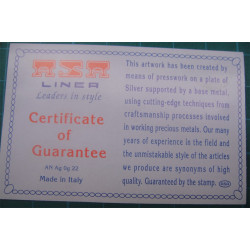 LINEA
Leaders in style
Certificate
of
Guarantee
Made in Italy
This artwork has been created by
means of presswork on a plate of
Silver supported by a base Metal,
using cutting-edge techniques from
craftsmanship processes invaluable
in working precious metals. Our many
years of experience in the field and
the unmistakable style of the articles
we produce are synonyms of high
quality. Guaranteed by the stamp.